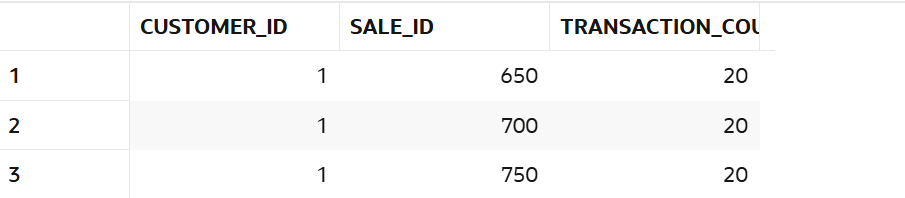 CUSTOMER_ID SALE_ID TRANSACTION_COU
1 1 650 20
2 1 700 20
3 1 750 20